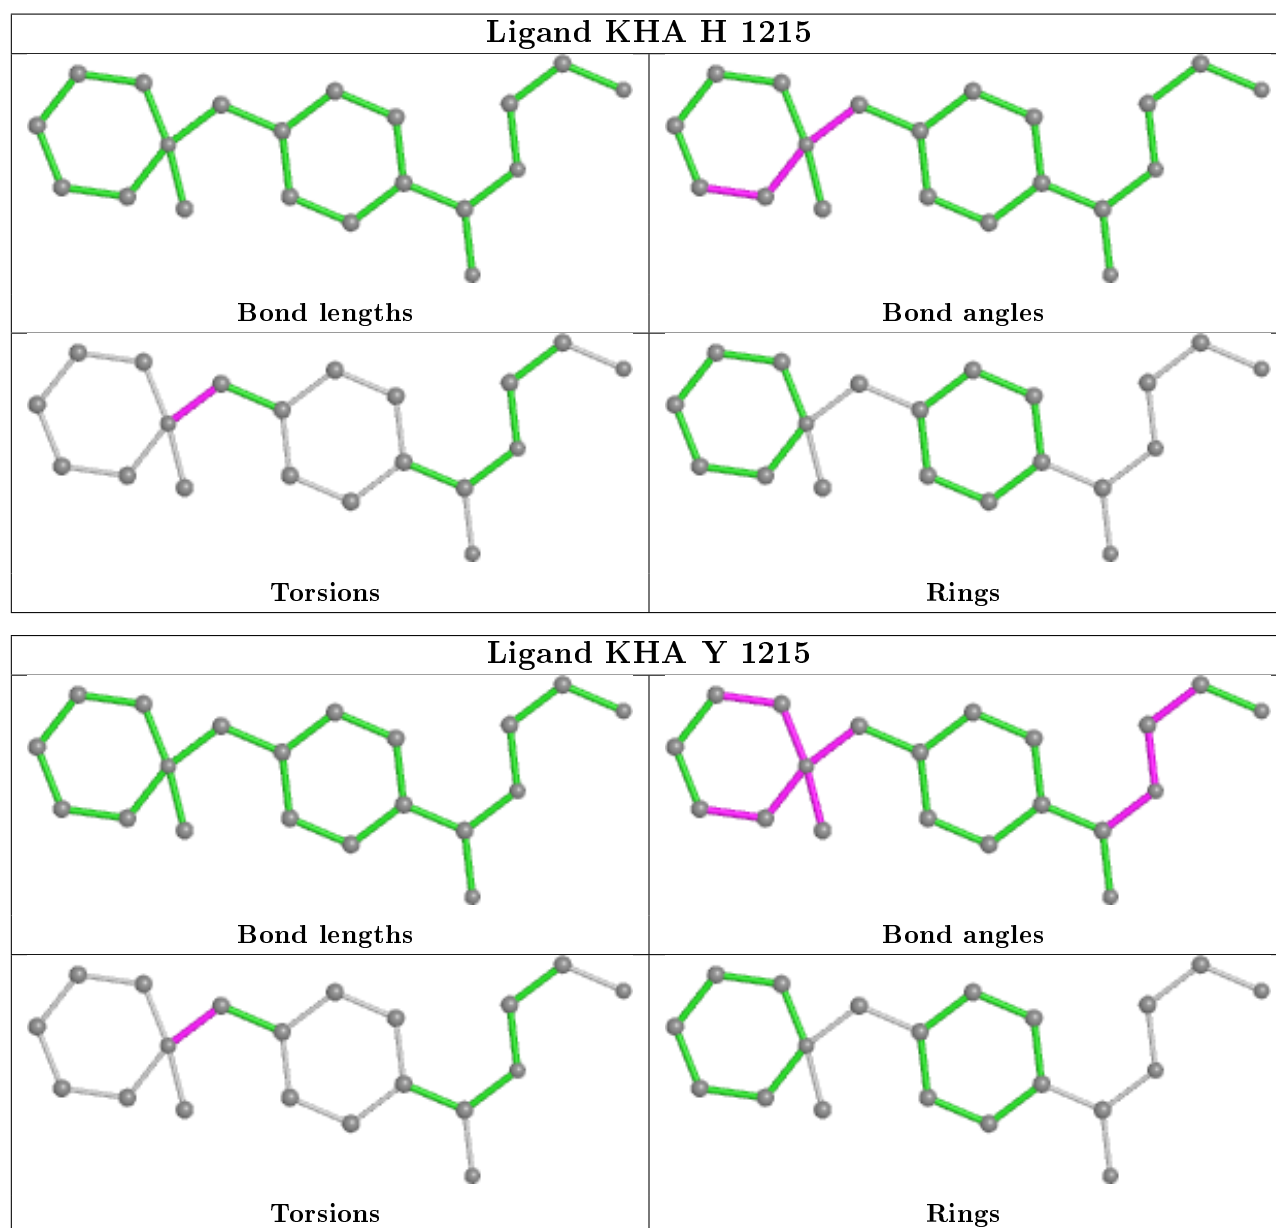 Ligand KHA H 1215
Bond lengths
Bond angles
Torsions
Rings
Ligand KHA Y 1215
Bond lengths
Bond angles
Torsions
Rings